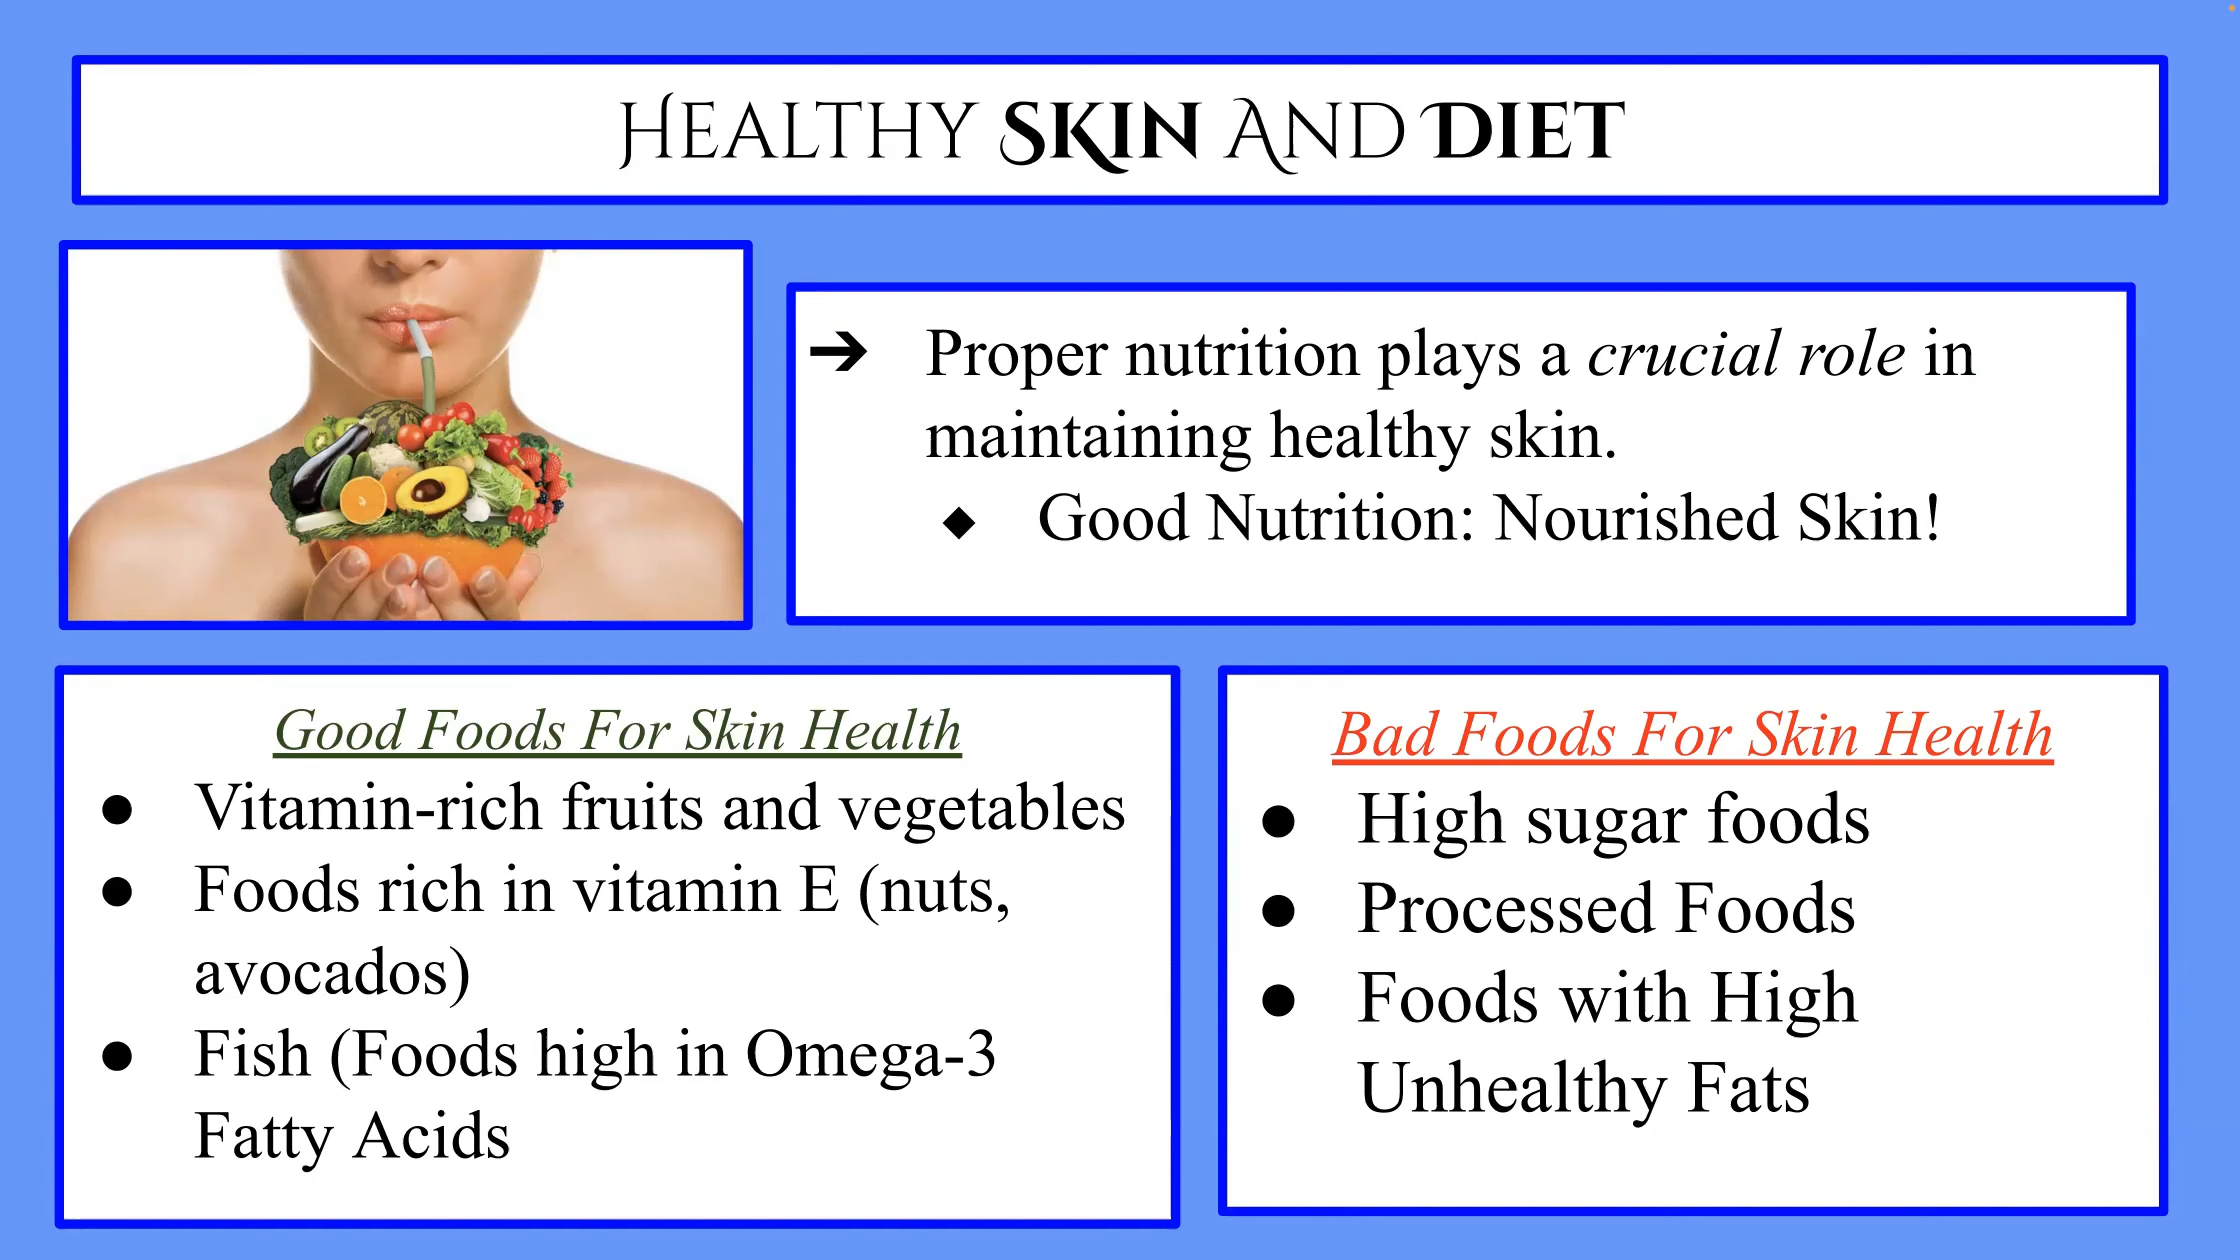 Healthy Skin And Diet
➔ Proper nutrition plays a crucial role in
maintaining healthy skin.
◆ Good Nutrition: Nourished Skin!
Good Foods For Skin Health
● Vitamin-rich fruits and vegetables
● Foods rich in vitamin E (nuts,
avocados)
● Fish (Foods high in Omega-3
Fatty Acids
Bad Foods For Skin Health
● High sugar foods
● Processed Foods
● Foods with High
Unhealthy Fats